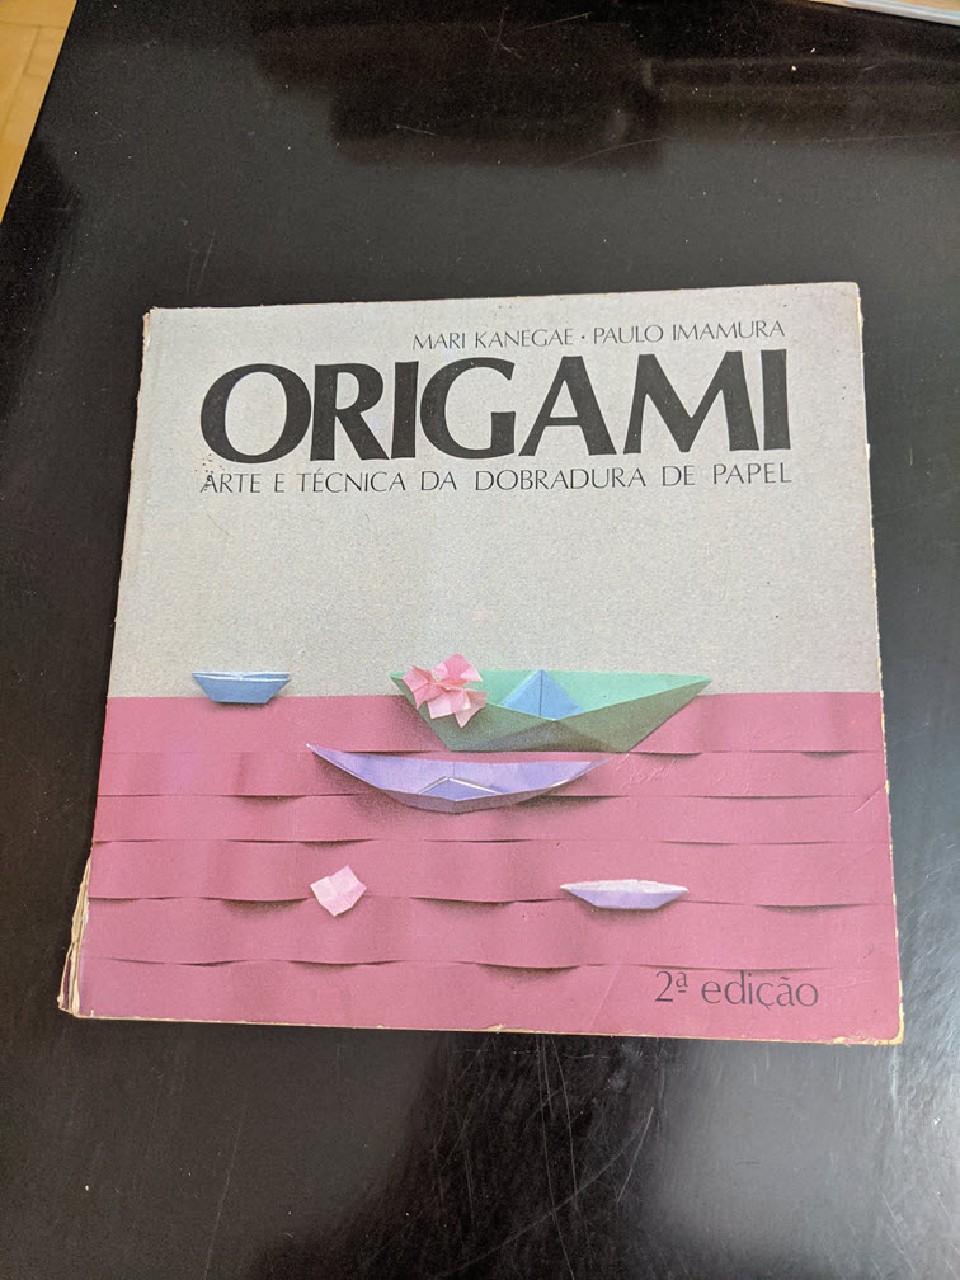 MARI KANEGAE · PAULO IMAMURA
ORIGAMI
ARTE E TÉCNICA DA DOBRADURA DE PAPEL
2ª edição